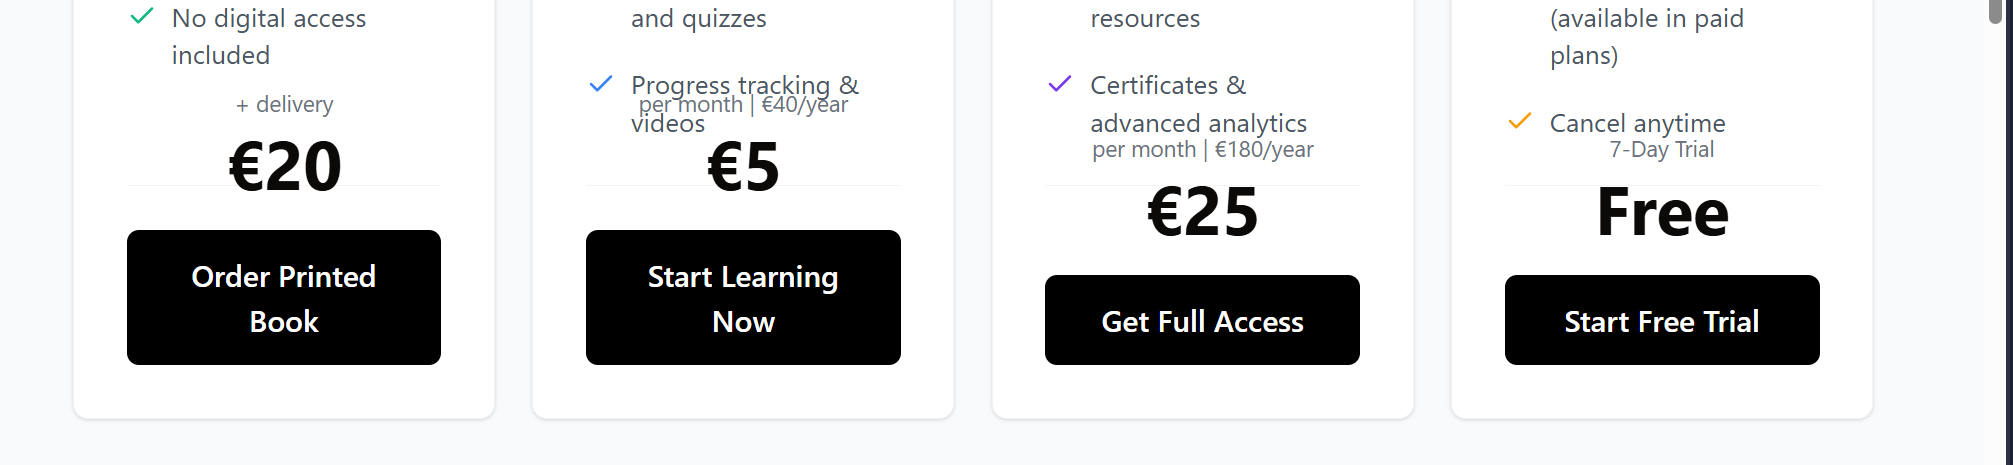 No digital access
included
+ delivery
€20
Order Printed
Book
and quizzes
Progress tracking &
per month | €40/year
videos
€5
Start Learning
Now
resources
Certificates &
advanced analytics
per month | €180/year
€25
Get Full Access
(available in paid
plans)
Cancel anytime
7-Day Trial
Free
Start Free Trial